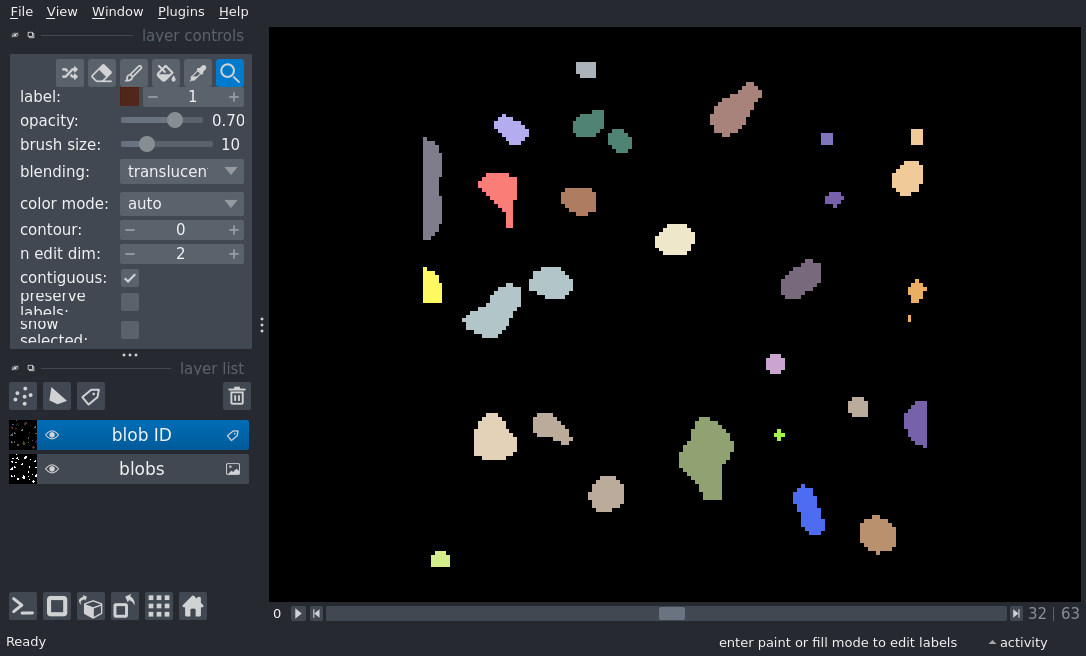 File View Window Plugins Help
layer controls
label: 1
opacity: 0.70
brush size: 10
blending: translucen
color mode: auto
contour: 0
n edit dim: 2
contiguous:
preserve
labels:
show
selected:
layer list
blob ID
blobs
0 32 | 63
Ready enter paint or fill mode to edit labels activity